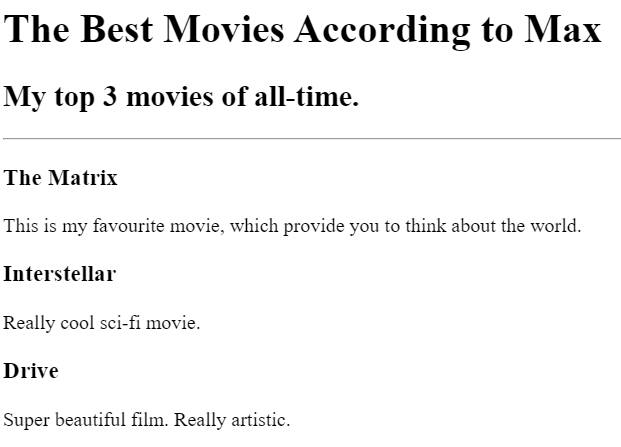 The Best Movies According to Max
My top 3 movies of all-time.
The Matrix
This is my favourite movie, which provide you to think about the world.
Interstellar
Really cool sci-fi movie.
Drive
Super beautiful film. Really artistic.